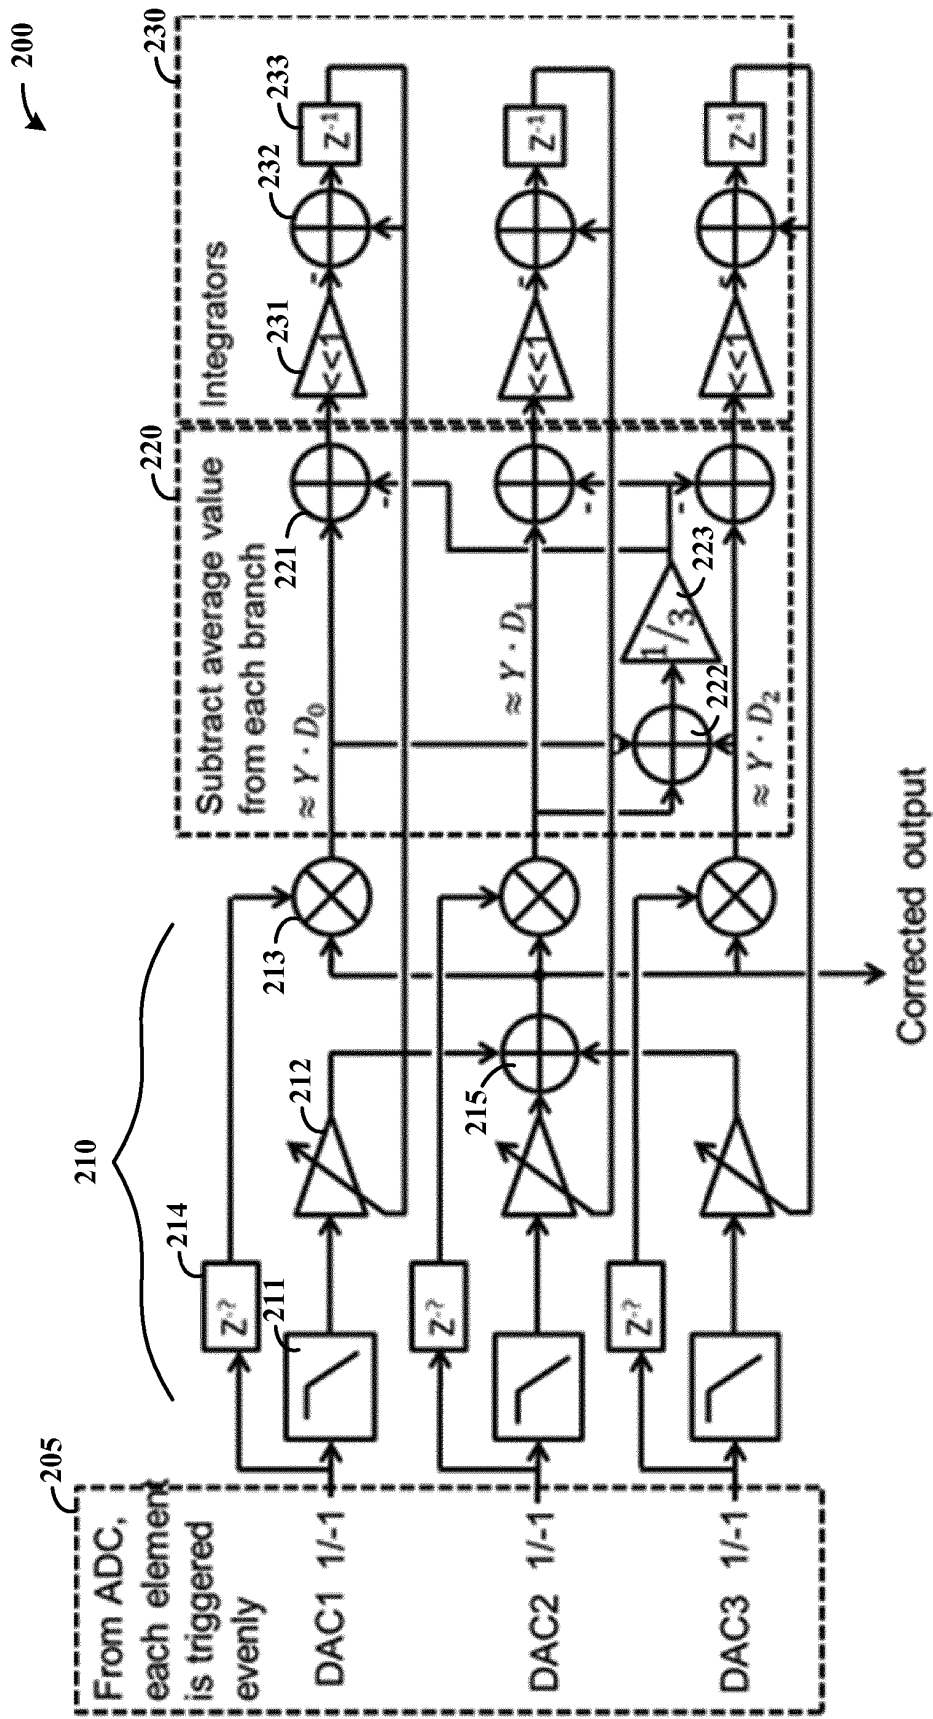 200
205
From ADC,
each element
is triggered
evenly
DAC1 1/-1
DAC2 1/-1
DAC3 1/-1
210
214
Z-?
211
212
213
Z-?
215
Z-?
Corrected output
220
Subtract average value
from each branch
≈ Y · D0
221
≈ Y · D1
222
1/3
223
≈ Y · D2
230
Integrators
231
<<1
-
232
233
Z-1
<<1
-
Z-1
<<1
-
Z-1
-
-
-